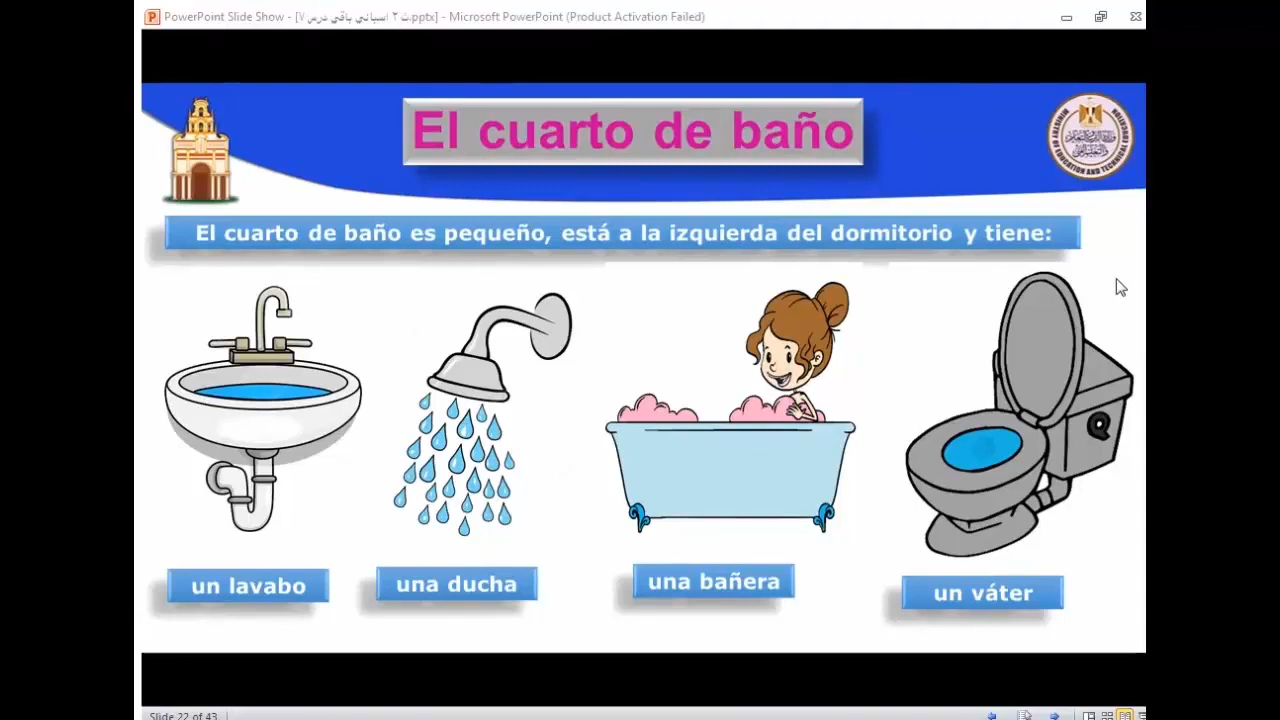 PowerPoint Slide Show - [ت ٢ اسباني باقي درس ٧.pptx] - Microsoft PowerPoint (Product Activation Failed)
El cuarto de baño
El cuarto de baño es pequeño, está a la izquierda del dormitorio y tiene:
un lavabo
una ducha
una bañera
un váter
Slide 22 of 43